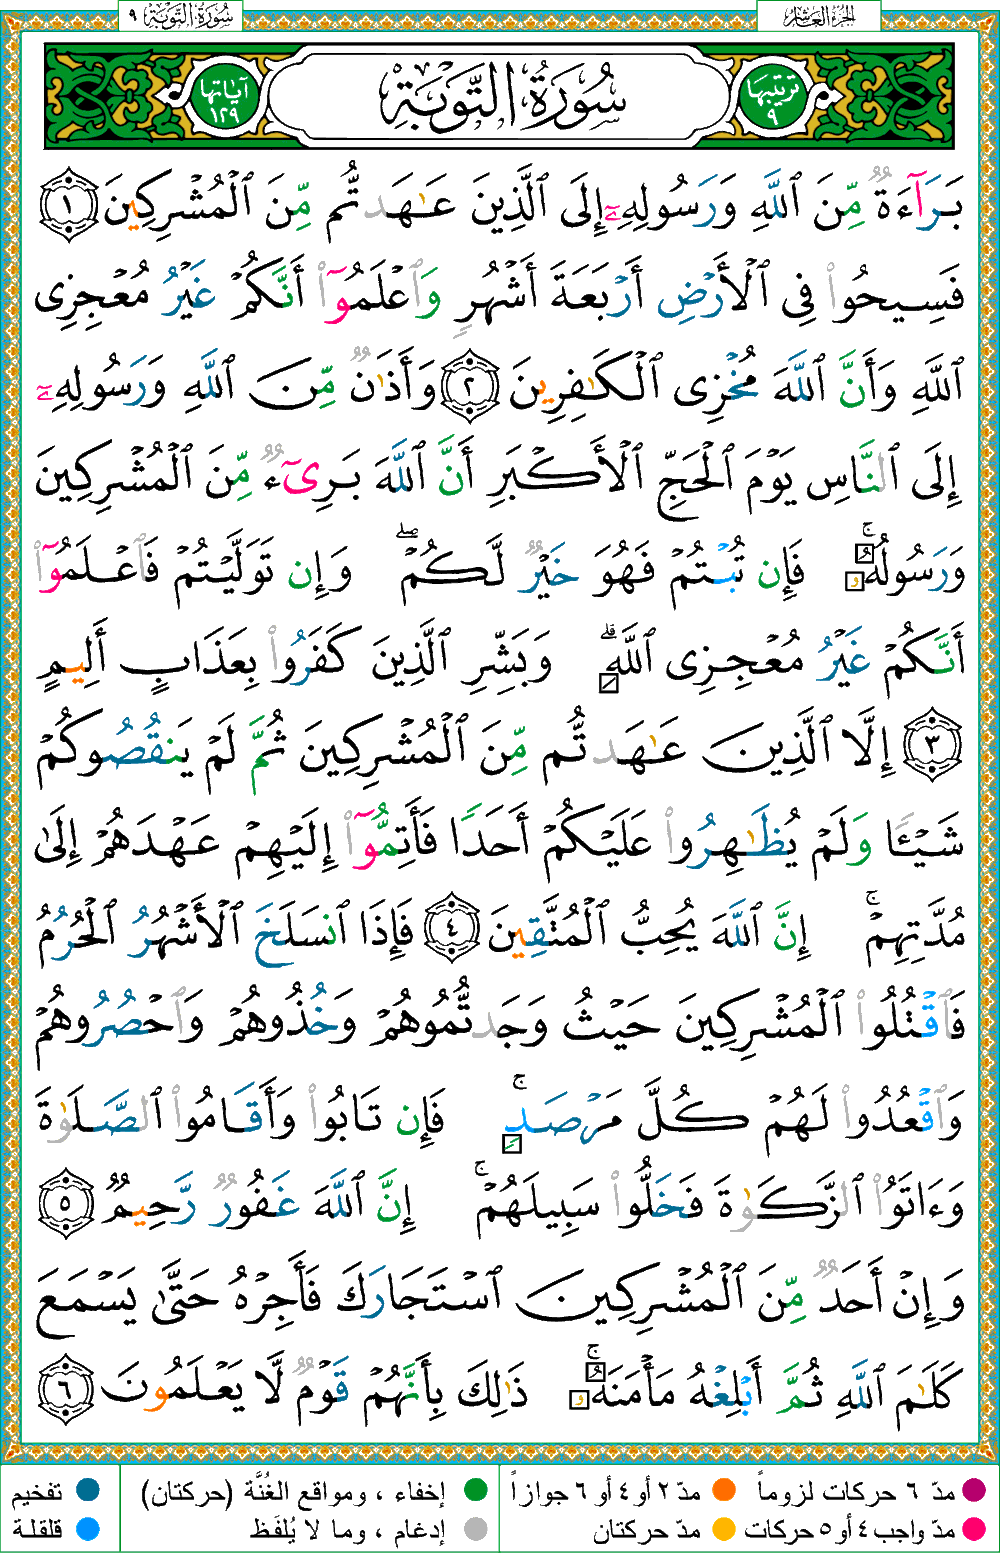 الجزء العاشر
سُورَةُ التَّوْبَةِ ٩
ترتيبها ٩
سُورَةُ التَّوْبَةِ
آياتها ١٢٩
بَرَآءَةٌ مِّنَ ٱللَّهِ وَرَسُولِهِۦٓ إِلَى ٱلَّذِينَ عَٰهَدتُّم مِّنَ ٱلْمُشْرِكِينَ ١
فَسِيحُوا۟ فِى ٱلْأَرْضِ أَرْبَعَةَ أَشْهُرٍ وَٱعْلَمُوٓا۟ أَنَّكُمْ غَيْرُ مُعْجِزِى
ٱللَّهِ وَأَنَّ ٱللَّهَ مُخْزِى ٱلْكَٰفِرِينَ ٢ وَأَذَٰنٌ مِّنَ ٱللَّهِ وَرَسُولِهِۦٓ
إِلَى ٱلنَّاسِ يَوْمَ ٱلْحَجِّ ٱلْأَكْبَرِ أَنَّ ٱللَّهَ بَرِىٓءٌ مِّنَ ٱلْمُشْرِكِينَ
وَرَسُولُهُۥ ۚ فَإِن تُبْتُمْ فَهُوَ خَيْرٌ لَّكُمْ ۖ وَإِن تَوَلَّيْتُمْ فَٱعْلَمُوٓا۟
أَنَّكُمْ غَيْرُ مُعْجِزِى ٱللَّهِ ۗ وَبَشِّرِ ٱلَّذِينَ كَفَرُوا۟ بِعَذَابٍ أَلِيمٍ
٣ إِلَّا ٱلَّذِينَ عَٰهَدتُّم مِّنَ ٱلْمُشْرِكِينَ ثُمَّ لَمْ يَنقُصُوكُمْ
شَيْـًٔا وَلَمْ يُظَٰهِرُوا۟ عَلَيْكُمْ أَحَدًا فَأَتِمُّوٓا۟ إِلَيْهِمْ عَهْدَهُمْ إِلَىٰ
مُدَّتِهِمْ ۚ إِنَّ ٱللَّهَ يُحِبُّ ٱلْمُتَّقِينَ ٤ فَإِذَا ٱنسَلَخَ ٱلْأَشْهُرُ ٱلْحُرُمُ
فَٱقْتُلُوا۟ ٱلْمُشْرِكِينَ حَيْثُ وَجَدتُّمُوهُمْ وَخُذُوهُمْ وَٱحْصُرُوهُمْ
وَٱقْعُدُوا۟ لَهُمْ كُلَّ مَرْصَدٍ ۚ فَإِن تَابُوا۟ وَأَقَامُوا۟ ٱلصَّلَوٰةَ
وَءَاتَوُا۟ ٱلزَّكَوٰةَ فَخَلُّوا۟ سَبِيلَهُمْ ۚ إِنَّ ٱللَّهَ غَفُورٌ رَّحِيمٌ ٥
وَإِنْ أَحَدٌ مِّنَ ٱلْمُشْرِكِينَ ٱسْتَجَارَكَ فَأَجِرْهُ حَتَّىٰ يَسْمَعَ
كَلَٰمَ ٱللَّهِ ثُمَّ أَبْلِغْهُ مَأْمَنَهُۥ ۚ ذَٰلِكَ بِأَنَّهُمْ قَوْمٌ لَّا يَعْلَمُونَ ٦
مدّ ٦ حركات لزوماً
مدّ ٢ أو ٤ أو ٦ جوازاً
إخفاء ، ومواقع الغُنَّة (حركتان)
تفخيم
مدّ واجب ٤ أو ٥ حركات
مدّ حركتان
إدغام ، وما لا يُلفَظ
قلقلة